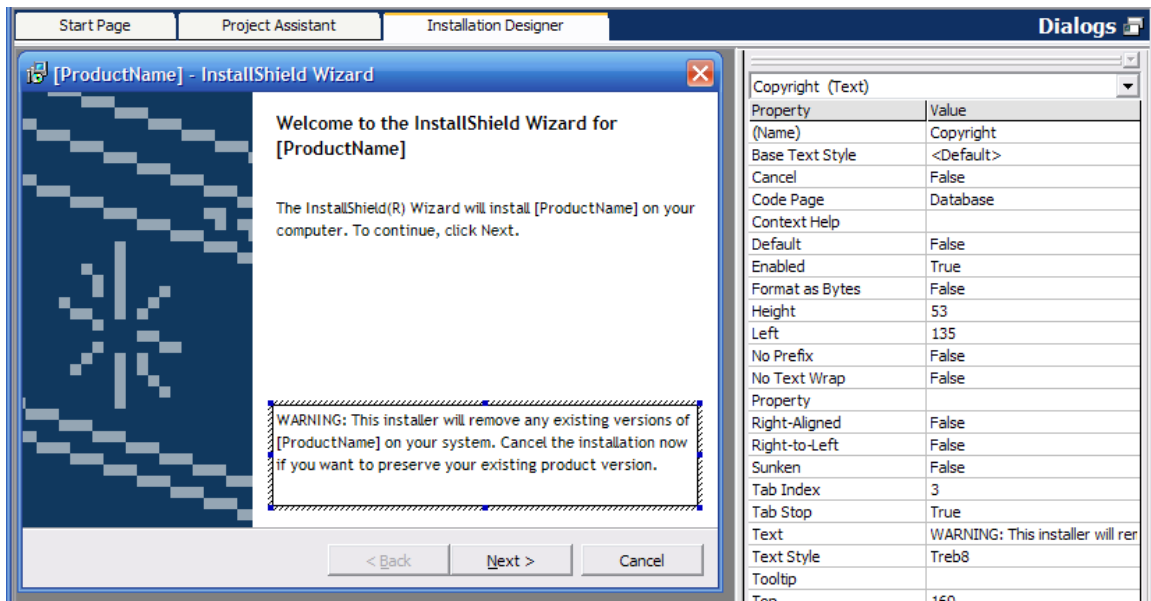 Start Page
Project Assistant
Installation Designer
Dialogs
[ProductName] - InstallShield Wizard
Welcome to the InstallShield Wizard for
[ProductName]
The InstallShield(R) Wizard will install [ProductName] on your
computer. To continue, click Next.
WARNING: This installer will remove any existing versions of
[ProductName] on your system. Cancel the installation now
if you want to preserve your existing product version.
< Back
Next >
Cancel
Copyright (Text)
Property Value
(Name) Copyright
Base Text Style <Default>
Cancel False
Code Page Database
Context Help
Default False
Enabled True
Format as Bytes False
Height 53
Left 135
No Prefix False
No Text Wrap False
Property
Right-Aligned False
Right-to-Left False
Sunken False
Tab Index 3
Tab Stop True
Text WARNING: This installer will rer
Text Style Treb8
Tooltip
Top 160